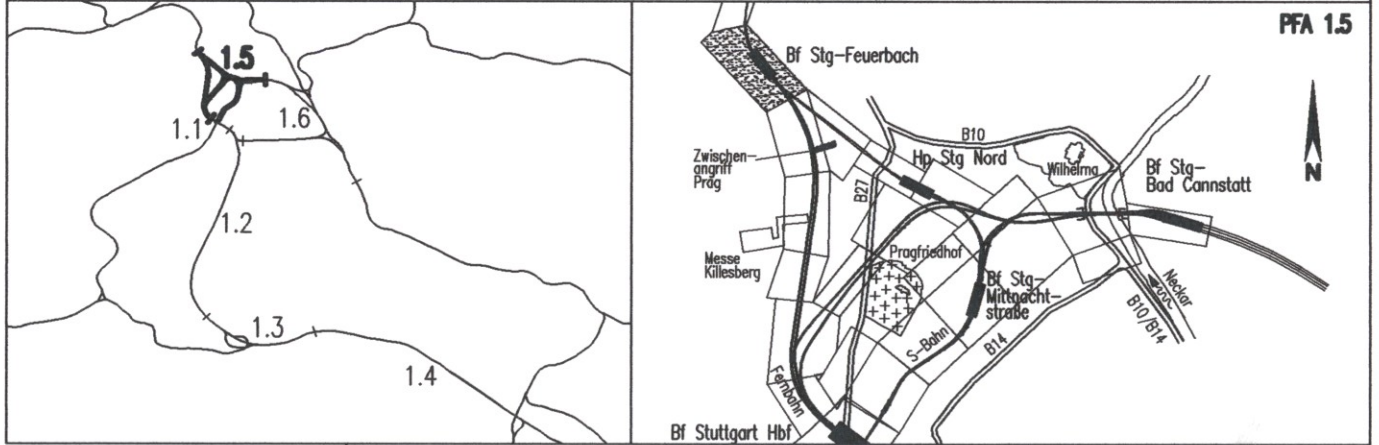 1.5
1.1
1.6
1.2
1.3
1.4
PFA 1.5
Bf Stg-Feuerbach
B10
Zwischen-
angriff
Prag
Hp Stg Nord
Wilhelma
Bf Stg-
Bad Cannstatt
N
B27
Messe
Killesberg
Pragfriedhof
Bf Stg-
Mittnacht-
straße
Neckar
B10/B14
S-Bahn
B14
Fernbahn
Bf Stuttgart Hbf